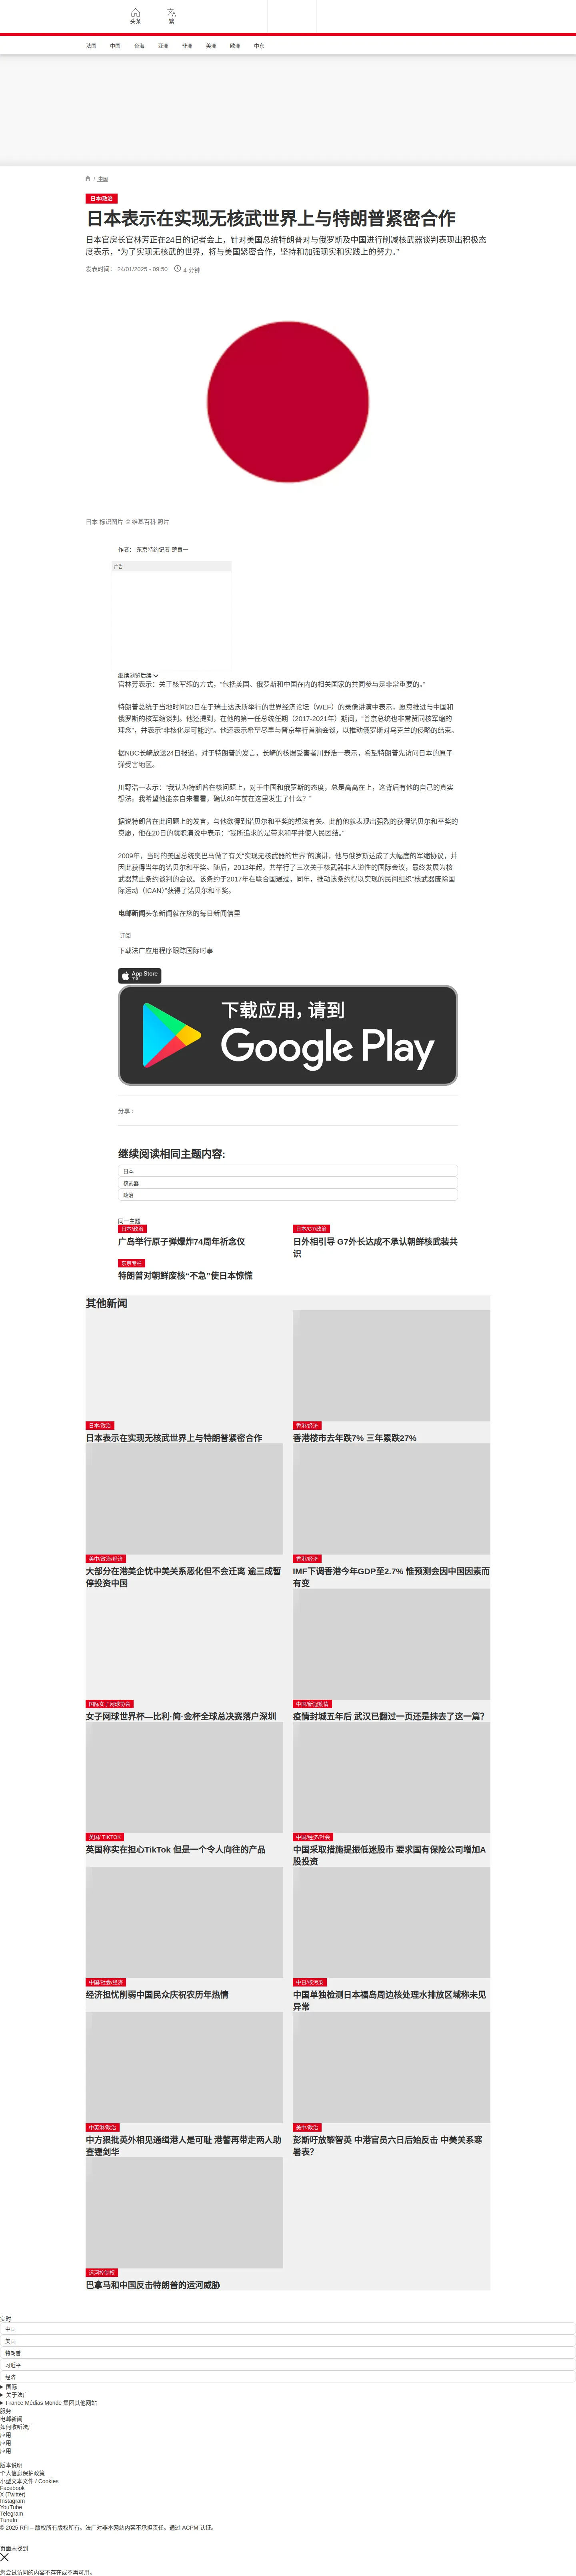 头条
繁
法国 中国 台海 亚洲 非洲 美洲 欧洲 中东
/ 中国
日本/政治
日本表示在实现无核武世界上与特朗普紧密合作
日本官房长官林芳正在24日的记者会上，针对美国总统特朗普对与俄罗斯及中国进行削减核武器谈判表现出积极态
度表示，“为了实现无核武的世界，将与美国紧密合作，坚持和加强现实和实践上的努力。”
发表时间： 24/01/2025 - 09:50 4 分钟
日本 标识图片 © 维基百科 照片
作者： 东京特约记者 楚良一
广告
继续浏览后续
官林芳表示：关于核军缩的方式，“包括美国、俄罗斯和中国在内的相关国家的共同参与是非常重要的。”
特朗普总统于当地时间23日在于瑞士达沃斯举行的世界经济论坛（WEF）的录像讲演中表示，愿意推进与中国和
俄罗斯的核军缩谈判。他还提到，在他的第一任总统任期（2017-2021年）期间，“普京总统也非常赞同核军缩的
理念”，并表示“非核化是可能的”。他还表示希望尽早与普京举行首脑会谈，以推动俄罗斯对乌克兰的侵略的结束。
据NBC长崎放送24日报道，对于特朗普的发言，长崎的核爆受害者川野浩一表示，希望特朗普先访问日本的原子
弹受害地区。
川野浩一表示：“我认为特朗普在核问题上，对于中国和俄罗斯的态度，总是高高在上，这背后有他的自己的真实
想法。我希望他能亲自来看看，确认80年前在这里发生了什么？”
据说特朗普在此问题上的发言，与他欲得到诺贝尔和平奖的想法有关。此前他就表现出强烈的获得诺贝尔和平奖的
意愿，他在20日的就职演说中表示：“我所追求的是带来和平并使人民团结。”
2009年，当时的美国总统奥巴马做了有关“实现无核武器的世界”的演讲，他与俄罗斯达成了大幅度的军缩协议，并
因此获得当年的诺贝尔和平奖。随后，2013年起，共举行了三次关于核武器非人道性的国际会议，最终发展为核
武器禁止条约谈判的会议。该条约于2017年在联合国通过，同年，推动该条约得以实现的民间组织“核武器废除国
际运动（ICAN）”获得了诺贝尔和平奖。
电邮新闻头条新闻就在您的每日新闻信里
订阅
下载法广应用程序跟踪国际时事
App Store
下载
下载应用，请到
Google Play
分享 :
继续阅读相同主题内容:
日本
核武器
政治
同一主题
日本/政治
广岛举行原子弹爆炸74周年祈念仪
日本/G7/政治
日外相引导 G7外长达成不承认朝鲜核武装共
识
东京专栏
特朗普对朝鲜废核“不急”使日本惊慌
其他新闻
日本/政治
日本表示在实现无核武世界上与特朗普紧密合作
香港/经济
香港楼市去年跌7% 三年累跌27%
美中/政治/经济
大部分在港美企忧中美关系恶化但不会迁离 逾三成暂
停投资中国
香港/经济
IMF下调香港今年GDP至2.7% 惟预测会因中国因素而
有变
国际女子网球协会
女子网球世界杯—比利·简·金杯全球总决赛落户深圳
中国/新冠疫情
疫情封城五年后 武汉已翻过一页还是抹去了这一篇？
英国/ TIKTOK
英国称实在担心TikTok 但是一个令人向往的产品
中国/经济/社会
中国采取措施提振低迷股市 要求国有保险公司增加A
股投资
中国/社会/经济
经济担忧削弱中国民众庆祝农历年热情
中日/核污染
中国单独检测日本福岛周边核处理水排放区域称未见
异常
中英港/政治
中方狠批英外相见通缉港人是可耻 港警再带走两人助
查锺剑华
美中/政治
彭斯吁放黎智英 中港官员六日后始反击 中美关系寒
暑表？
运河控制权
巴拿马和中国反击特朗普的运河威胁
实时
中国
美国
特朗普
习近平
经济
国际
关于法广
France Médias Monde 集团其他网站
服务
电邮新闻
如何收听法广
应用
应用
应用
版本说明
个人信息保护政策
小型文本文件 / Cookies
Facebook
X (Twitter)
Instagram
YouTube
Telegram
TuneIn
© 2025 RFI – 版权所有版权所有。法广对非本网站内容不承担责任。通过 ACPM 认证。
页面未找到
您尝试访问的内容不存在或不再可用。